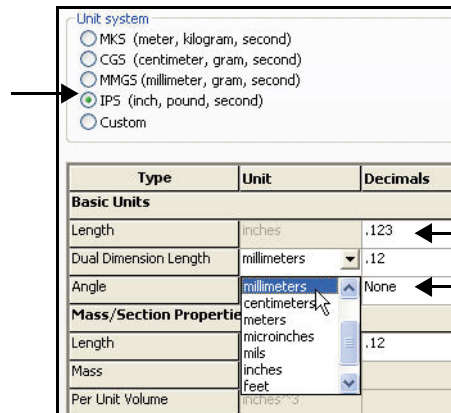 Unit system
MKS (meter, kilogram, second)
CGS (centimeter, gram, second)
MMGS (millimeter, gram, second)
IPS (inch, pound, second)
Custom
Type Unit Decimals
Basic Units
Length inches .123
Dual Dimension Length millimeters .12
Angle millimeters None
centimeters
Mass/Section Propertie meters
Length microinches .12
mils
Mass inches
feet
Per Unit Volume inches^3